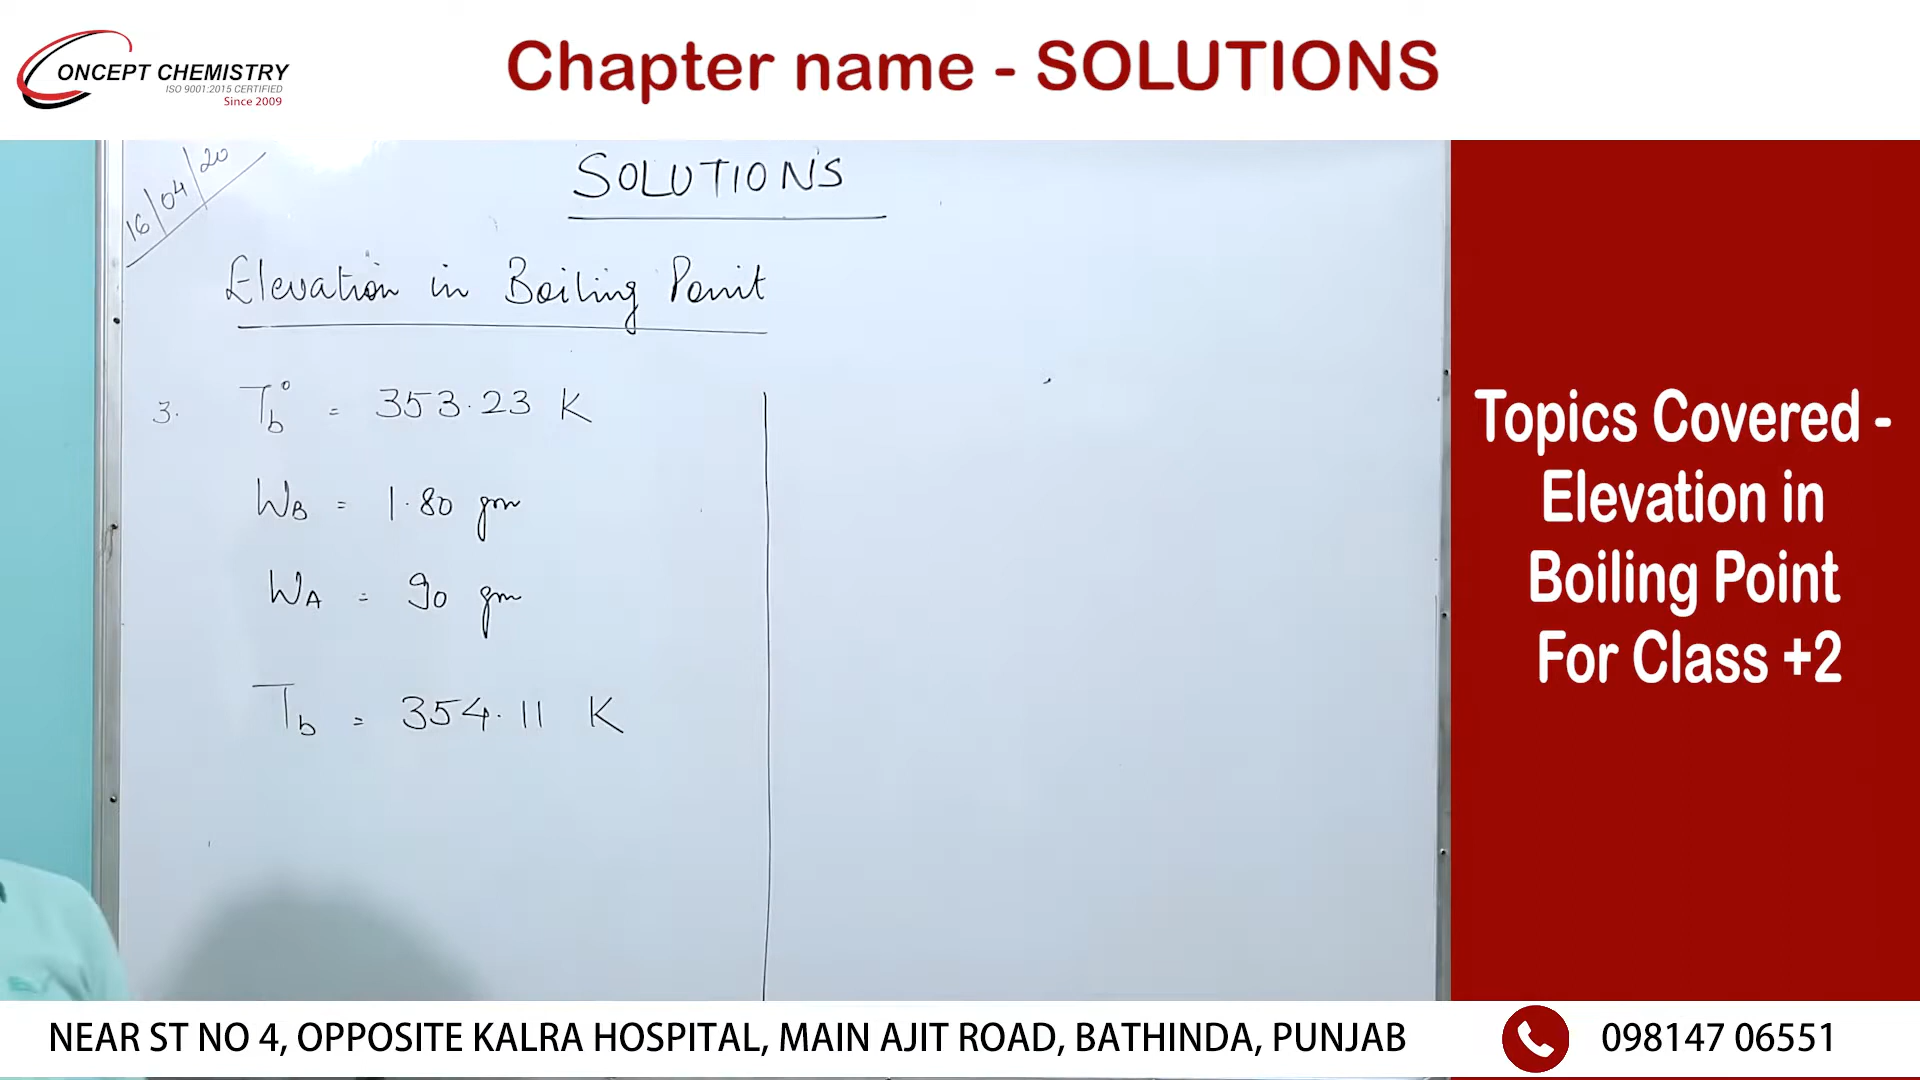 CONCEPT CHEMISTRY
ISO 9001:2015 CERTIFIED
Since 2009
Chapter name - SOLUTIONS
16/04/20
SOLUTIONS
Elevation in Boiling Point
3. T°b = 353.23 K
WB = 1.80 gm
WA = 90 gm
Tb = 354.11 K
Topics Covered -
Elevation in
Boiling Point
For Class +2
NEAR ST NO 4, OPPOSITE KALRA HOSPITAL, MAIN AJIT ROAD, BATHINDA, PUNJAB
098147 06551